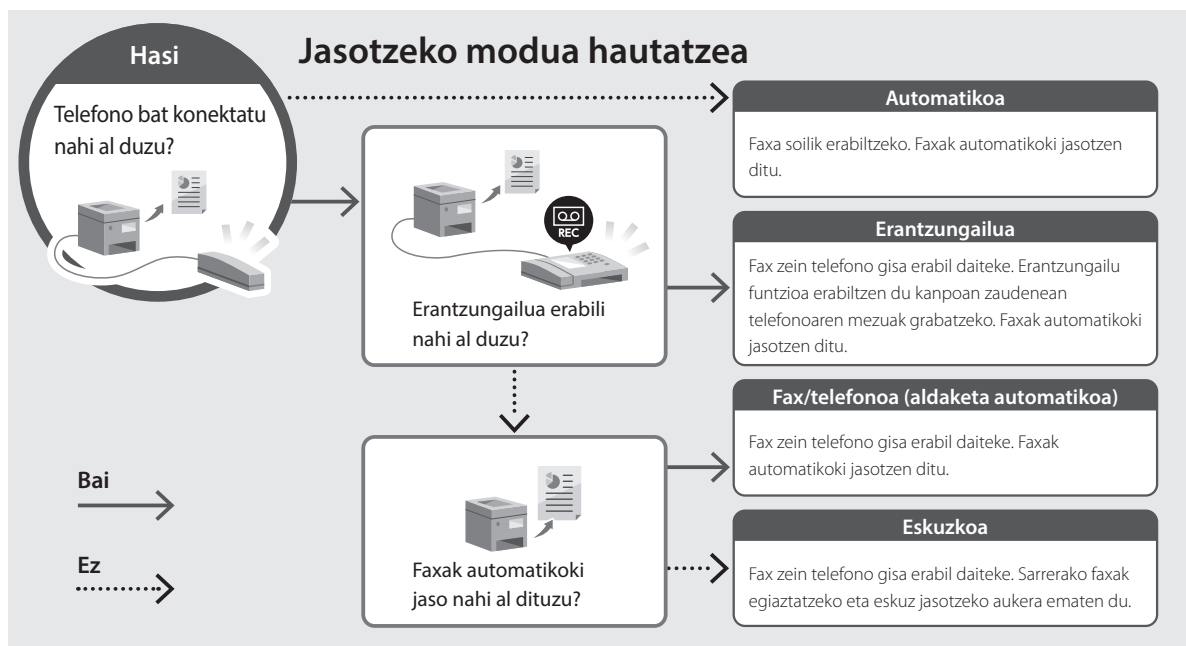 Hasi
Jasotzeko modua hautatzea
Telefono bat konektatu
nahi al duzu?
REC
Erantzungailua erabili
nahi al duzu?
Automatikoa
Faxa soilik erabiltzeko. Faxak automatikoki jasotzen
ditu.
Erantzungailua
Fax zein telefono gisa erabil daiteke. Erantzungailu
funtzioa erabiltzen du kanpoan zaudenean
telefonoaren mezuak grabatzeko. Faxak automatikoki
jasotzen ditu.
Fax/telefonoa (aldaketa automatikoa)
Fax zein telefono gisa erabil daiteke. Faxak
automatikoki jasotzen ditu.
Bai
Ez
Faxak automatikoki
jaso nahi al dituzu?
Eskuzkoa
Fax zein telefono gisa erabil daiteke. Sarrerako faxak
egiaztatzeko eta eskuz jasotzeko aukera ematen du.